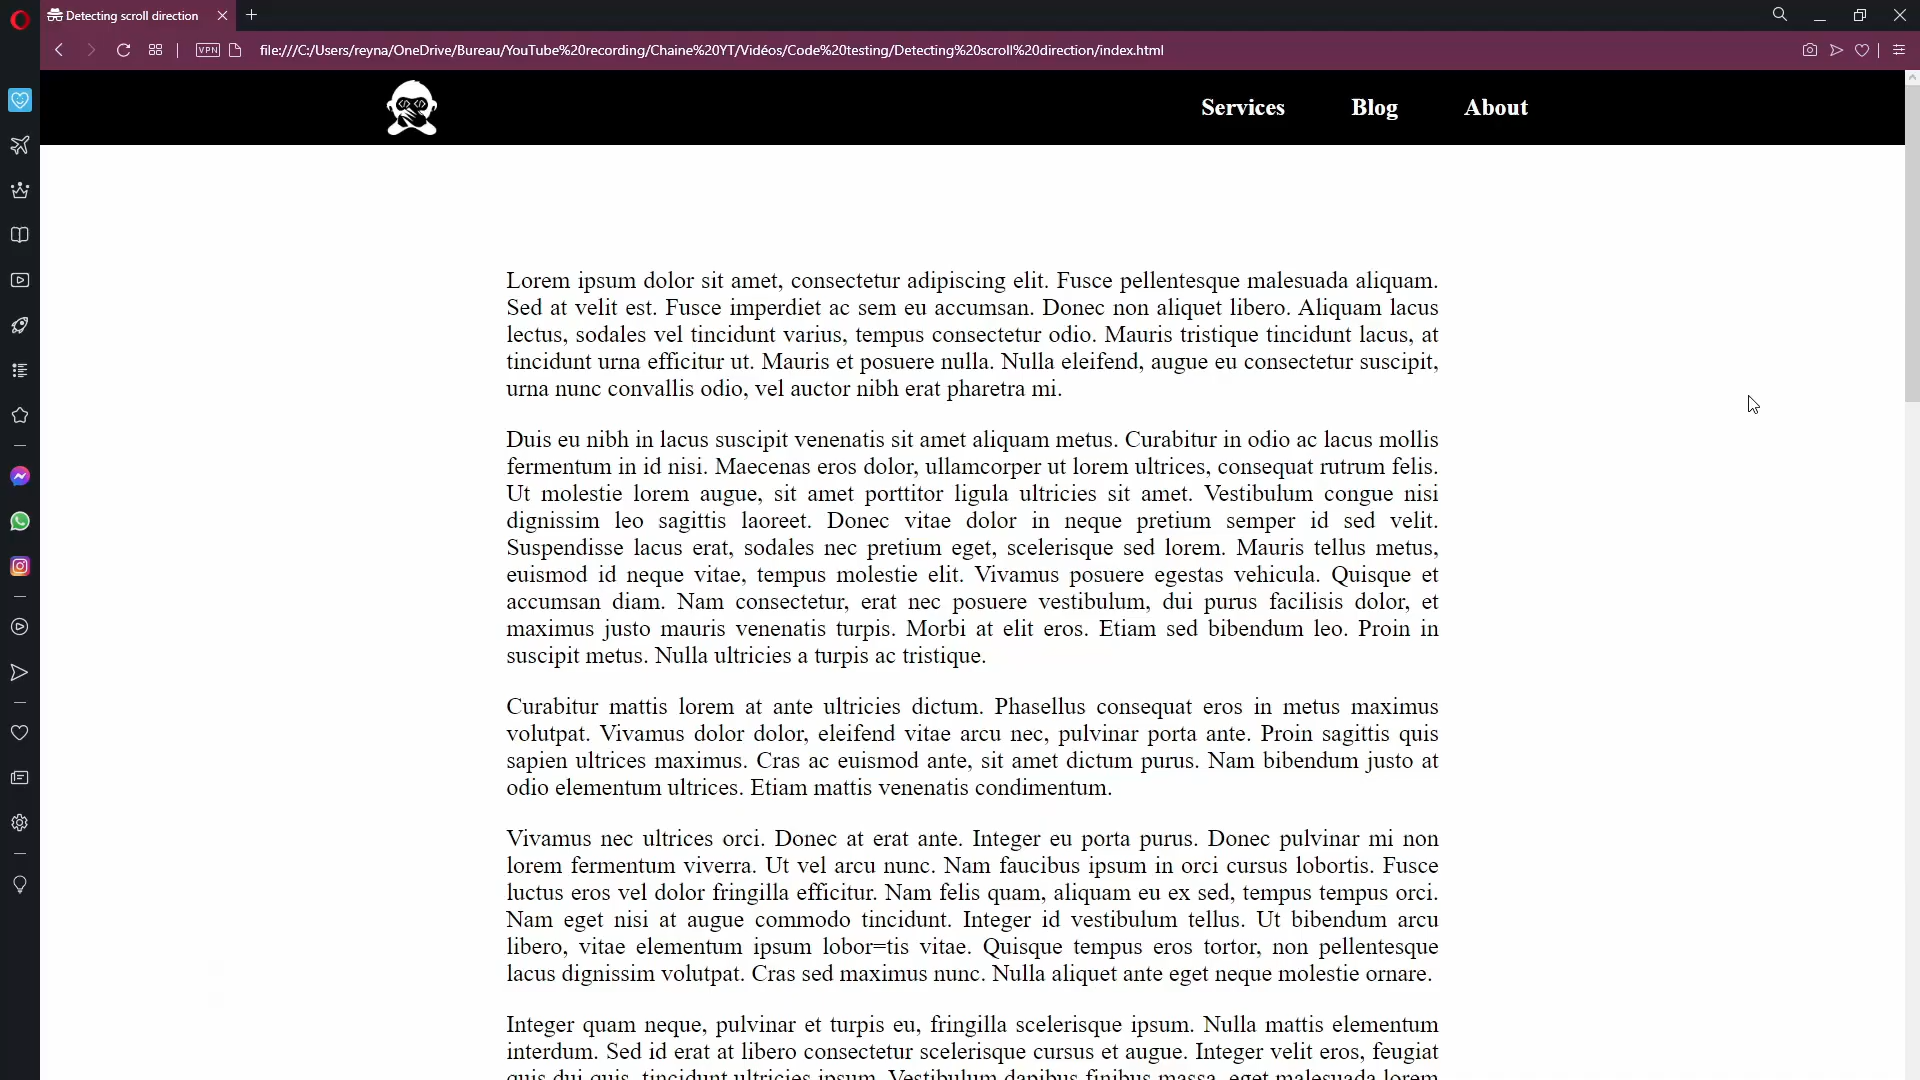 Detecting scroll direction
VPN
file:///C:/Users/reyna/OneDrive/Bureau/YouTube%20recording/Chaine%20YT/Vidéos/Code%20testing/Detecting%20scroll%20direction/index.html
Services Blog About
Lorem ipsum dolor sit amet, consectetur adipiscing elit. Fusce pellentesque malesuada aliquam.
Sed at velit est. Fusce imperdiet ac sem eu accumsan. Donec non aliquet libero. Aliquam lacus
lectus, sodales vel tincidunt varius, tempus consectetur odio. Mauris tristique tincidunt lacus, at
tincidunt urna efficitur ut. Mauris et posuere nulla. Nulla eleifend, augue eu consectetur suscipit,
urna nunc convallis odio, vel auctor nibh erat pharetra mi.
Duis eu nibh in lacus suscipit venenatis sit amet aliquam metus. Curabitur in odio ac lacus mollis
fermentum in id nisi. Maecenas eros dolor, ullamcorper ut lorem ultrices, consequat rutrum felis.
Ut molestie lorem augue, sit amet porttitor ligula ultricies sit amet. Vestibulum congue nisi
dignissim leo sagittis laoreet. Donec vitae dolor in neque pretium semper id sed velit.
Suspendisse lacus erat, sodales nec pretium eget, scelerisque sed lorem. Mauris tellus metus,
euismod id neque vitae, tempus molestie elit. Vivamus posuere egestas vehicula. Quisque et
accumsan diam. Nam consectetur, erat nec posuere vestibulum, dui purus facilisis dolor, et
maximus justo mauris venenatis turpis. Morbi at elit eros. Etiam sed bibendum leo. Proin in
suscipit metus. Nulla ultricies a turpis ac tristique.
Curabitur mattis lorem at ante ultricies dictum. Phasellus consequat eros in metus maximus
volutpat. Vivamus dolor dolor, eleifend vitae arcu nec, pulvinar porta ante. Proin sagittis quis
sapien ultrices maximus. Cras ac euismod ante, sit amet dictum purus. Nam bibendum justo at
odio elementum ultrices. Etiam mattis venenatis condimentum.
Vivamus nec ultrices orci. Donec at erat ante. Integer eu porta purus. Donec pulvinar mi non
lorem fermentum viverra. Ut vel arcu nunc. Nam faucibus ipsum in orci cursus lobortis. Fusce
luctus eros vel dolor fringilla efficitur. Nam felis quam, aliquam eu ex sed, tempus tempus orci.
Nam eget nisi at augue commodo tincidunt. Integer id vestibulum tellus. Ut bibendum arcu
libero, vitae elementum ipsum lobor=tis vitae. Quisque tempus eros tortor, non pellentesque
lacus dignissim volutpat. Cras sed maximus nunc. Nulla aliquet ante eget neque molestie ornare.
Integer quam neque, pulvinar et turpis eu, fringilla scelerisque ipsum. Nulla mattis elementum
interdum. Sed id erat at libero consectetur scelerisque cursus et augue. Integer velit eros, feugiat
quis dui quis, tincidunt ultricies ipsum. Vestibulum dapibus finibus massa, eget malesuada lorem